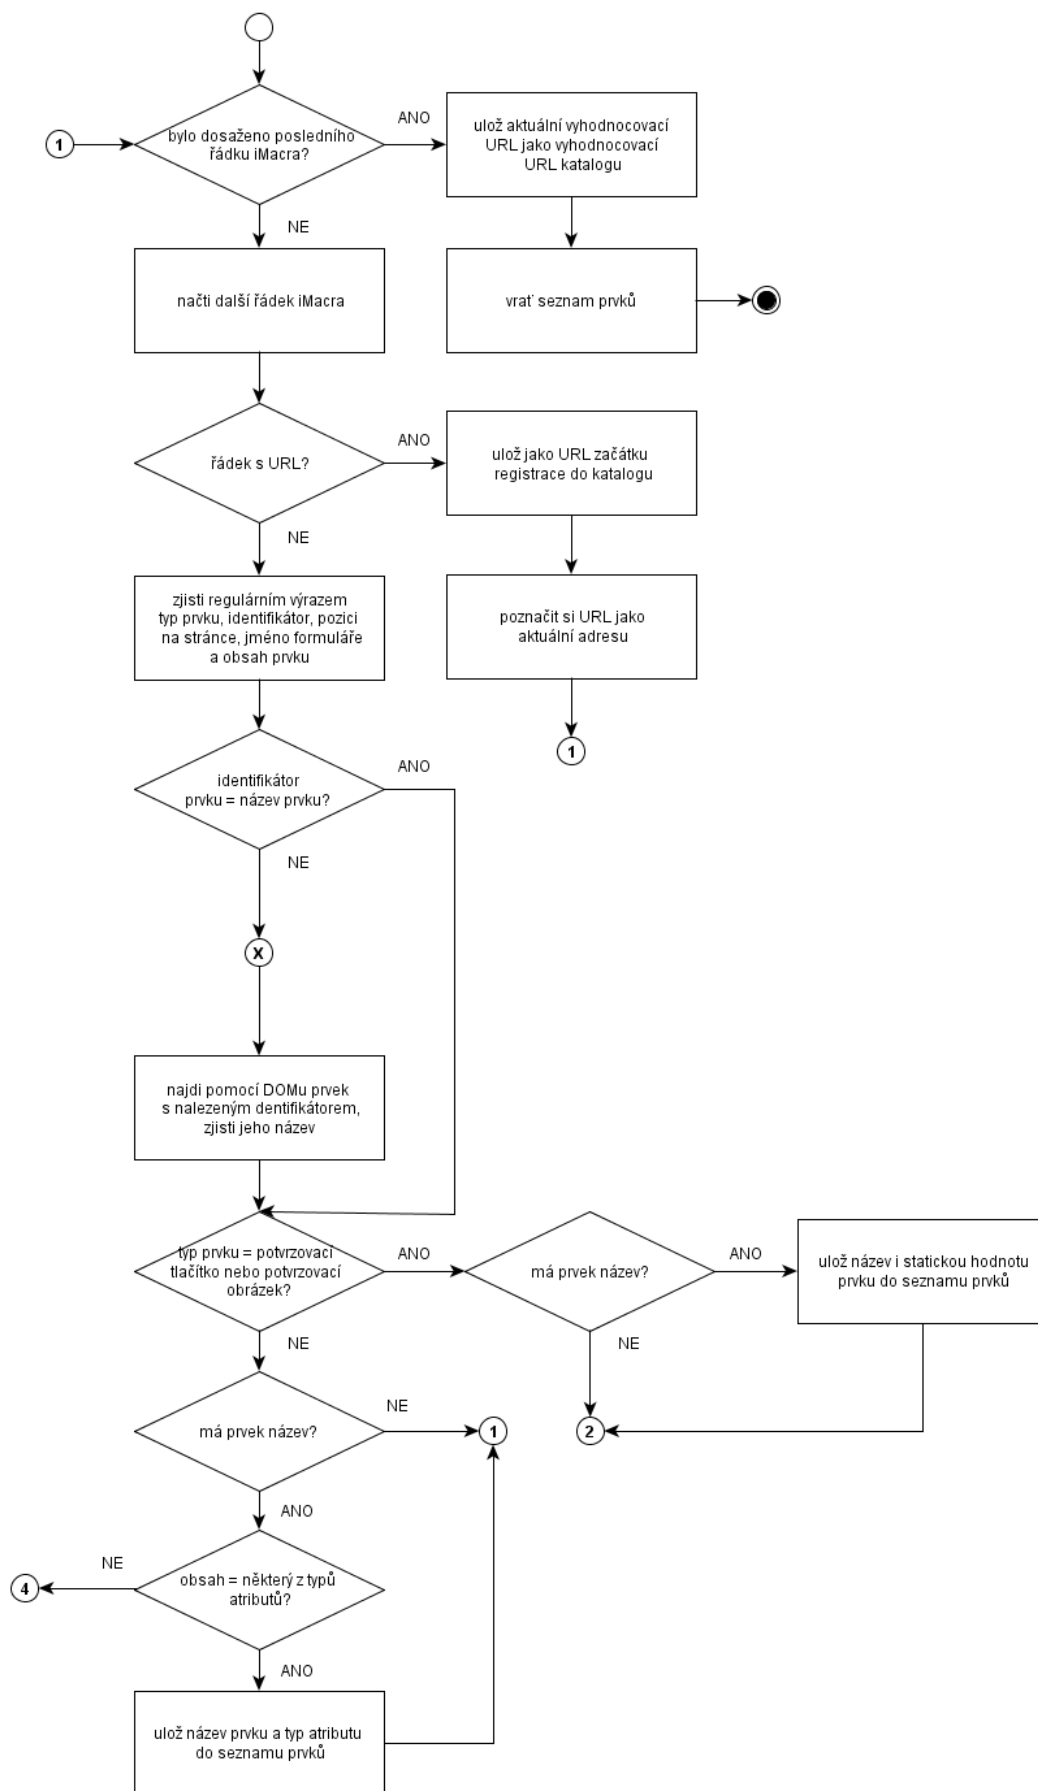 bylo dosaženo posledního
řádku iMacra?
1
ANO
ulož aktuální vyhodnocovací
URL jako vyhodnocovací
URL katalogu
NE
načti další řádek iMacra
vrať seznam prvků
řádek s URL?
ANO
ulož jako URL začátku
registrace do katalogu
NE
zjisti regulárním výrazem
typ prvku, identifikátor, pozici
na stránce, jméno formuláře
a obsah prvku
poznačit si URL jako
aktuální adresu
1
identifikátor
prvku = název prvku?
ANO
NE
X
najdi pomocí DOMu prvek
s nalezeným dentifikátorem,
zjisti jeho název
typ prvku = potvrzovací
tlačítko nebo potvrzovací
obrázek?
ANO
má prvek název?
ANO
ulož název i statickou hodnotu
prvku do seznamu prvků
NE
NE
má prvek název?
NE
1
2
ANO
obsah = některý z typů
atributů?
NE
4
ANO
ulož název prvku a typ atributu
do seznamu prvků